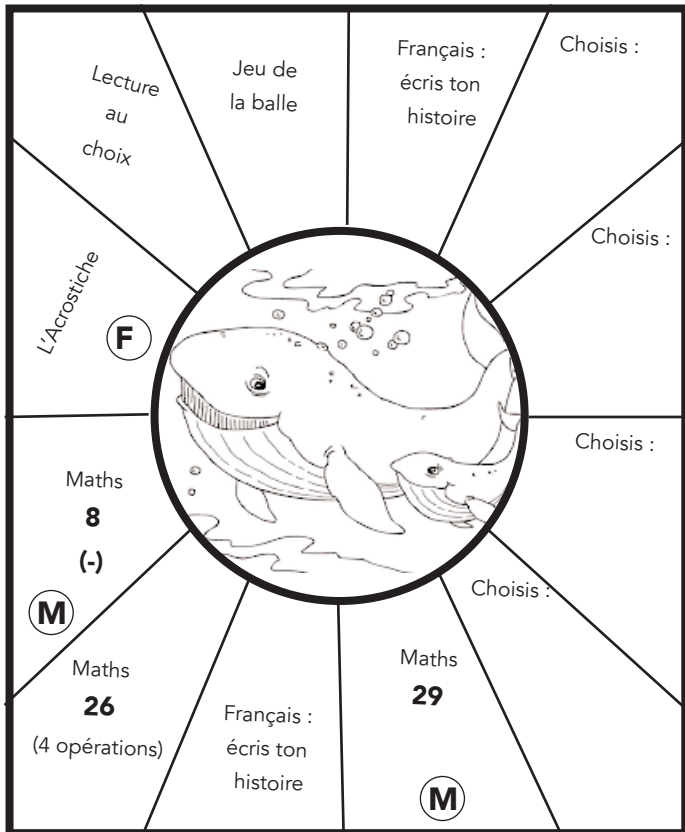 Lecture
au
choix
Jeu de
la balle
Français :
écris ton
histoire
Choisis :
Choisis :
Choisis :
Choisis :
Maths
29
M
Français :
écris ton
histoire
Maths
26
(4 opérations)
Maths
8
(-)
M
L'Acrostiche
F